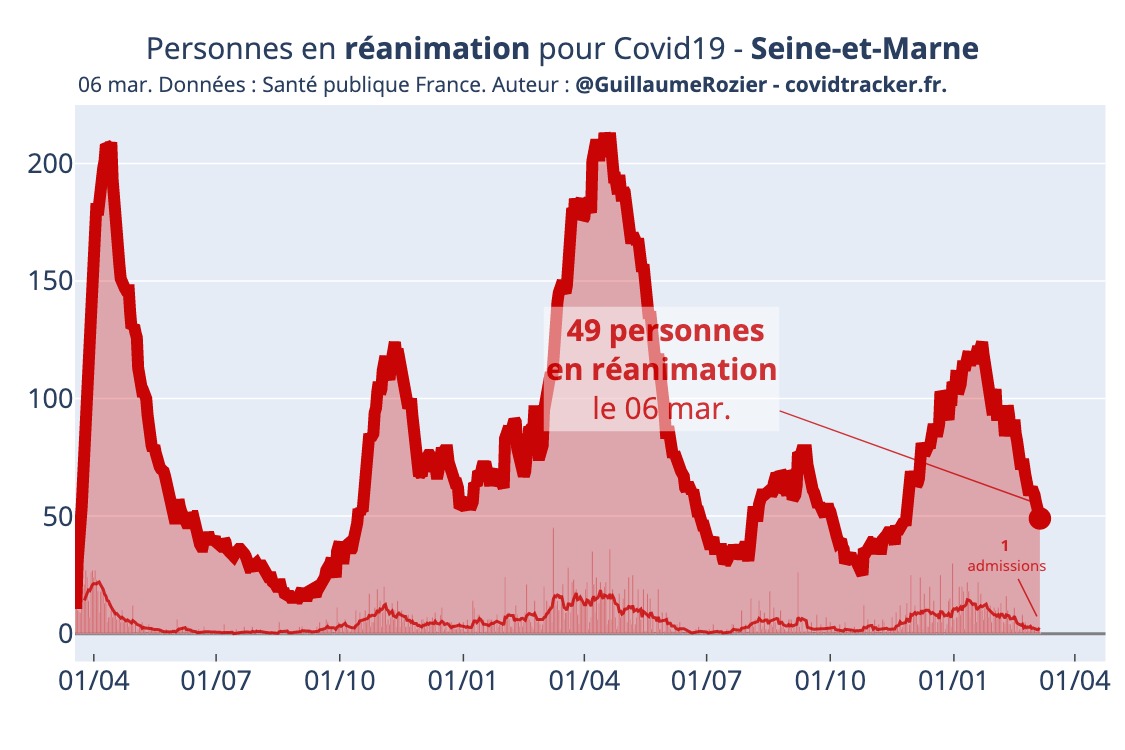 Personnes en réanimation pour Covid19 - Seine-et-Marne
06 mar. Données : Santé publique France. Auteur : @GuillaumeRozier - covidtracker.fr.
200
150
100
50
0
49 personnes
en réanimation
le 06 mar.
1
admissions
01/04
01/07
01/10
01/01
01/04
01/07
01/10
01/01
01/04